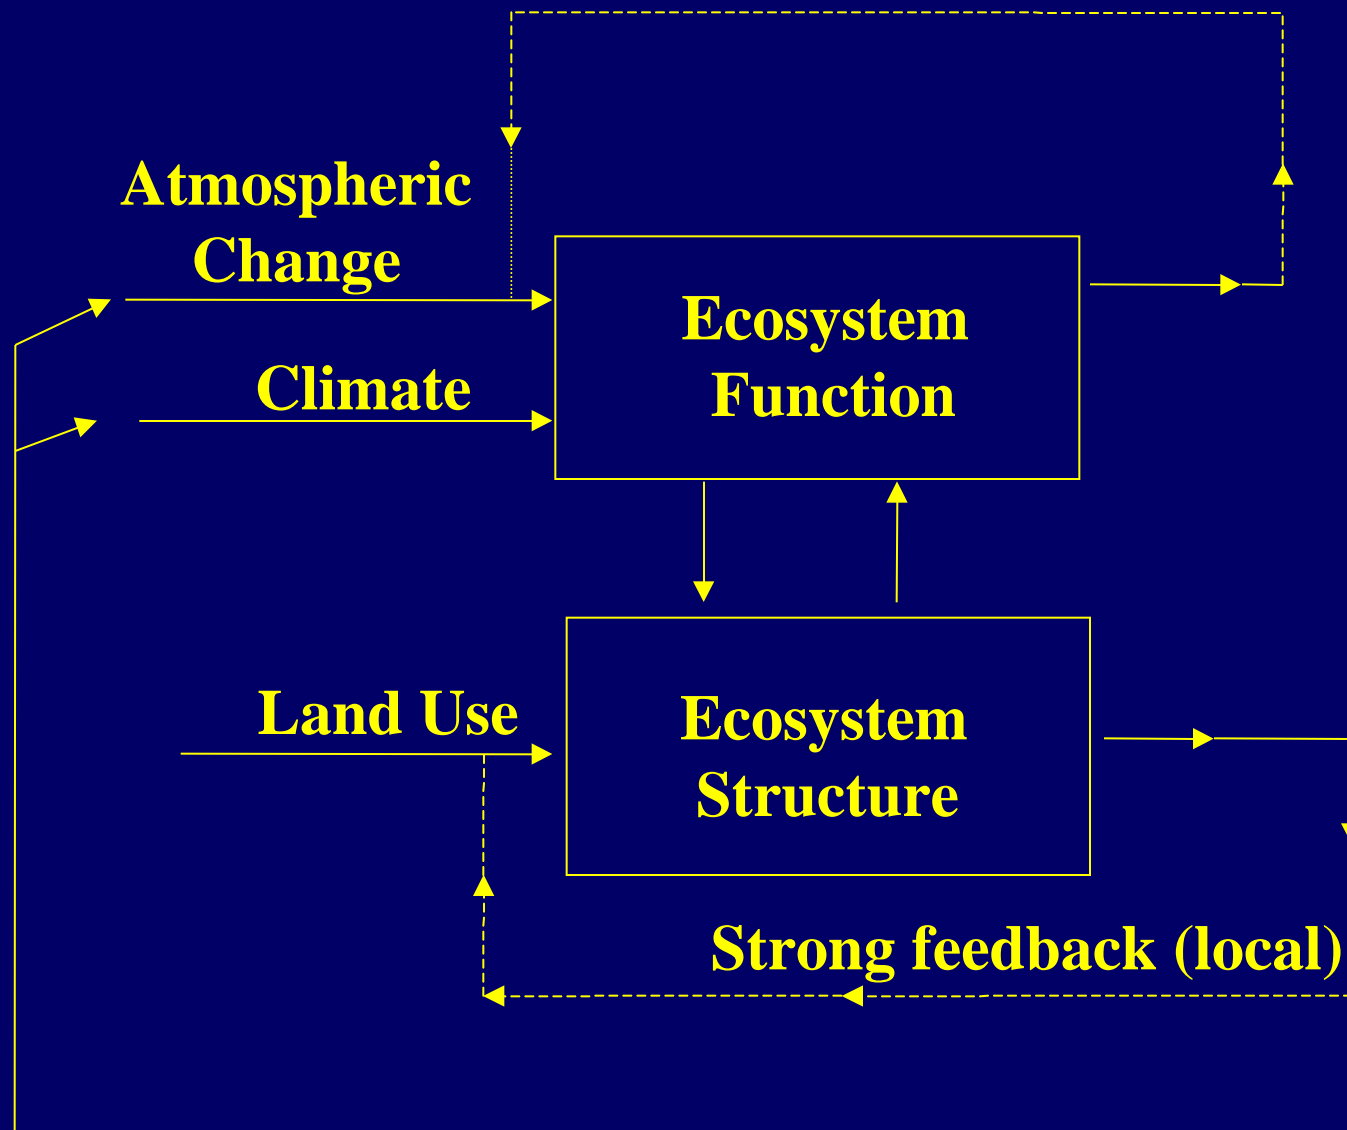 Atmospheric
Change
Ecosystem
Function
Climate
Land Use
Ecosystem
Structure
Strong feedback (local)